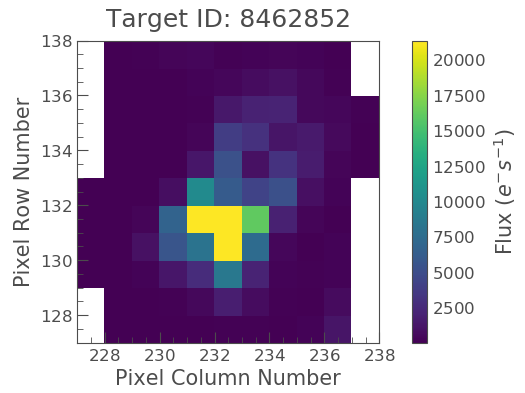 Target ID: 8462852
138
136
134
132
130
128
Pixel Row Number
228 230 232 234 236 238
Pixel Column Number
20000
17500
15000
12500
10000
7500
5000
2500
Flux (e⁻s⁻¹)